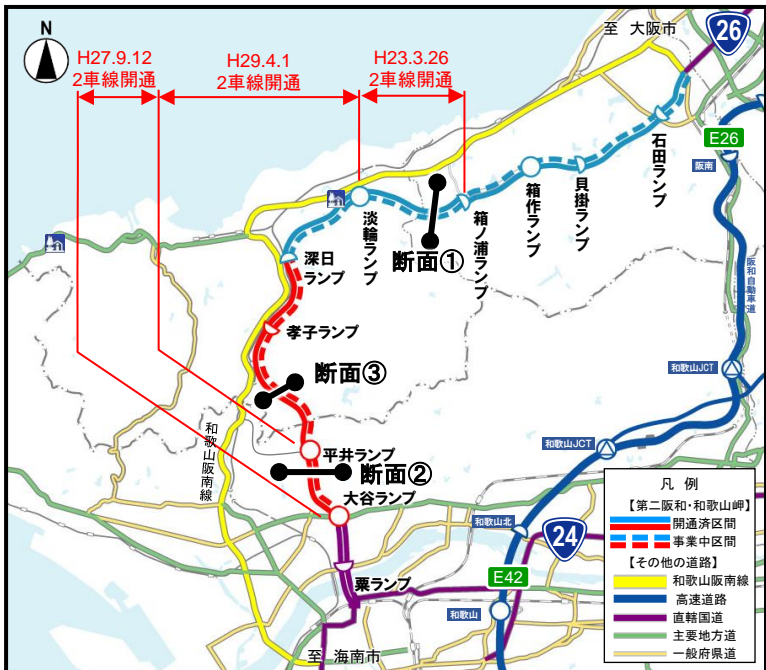 N
H27.9.12
2車線開通
H29.4.1
2車線開通
H23.3.26
2車線開通
至 大阪市
26
E26
阪南
石田ランプ
貝掛ランプ
箱作ランプ
箱ノ浦ランプ
淡輪ランプ
断面①
深日
ランプ
孝子ランプ
断面③
阪和自動車道
和歌山JCT
和歌山JCT
和歌山阪南線
平井ランプ
断面②
大谷ランプ
和歌山北
24
栗ランプ
E42
和歌山
至 海南市
凡 例
【第二阪和・和歌山岬】
開通済区間
事業中区間
【その他の道路】
和歌山阪南線
高速道路
直轄国道
主要地方道
一般府県道